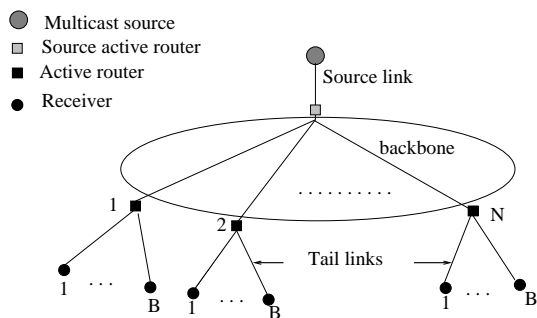 Multicast source
Source active router
Active router
Receiver
Source link
backbone
. . . . . . . . . .
1
2
N
Tail links
1 . . . B
1 . . . B
1 . . . B